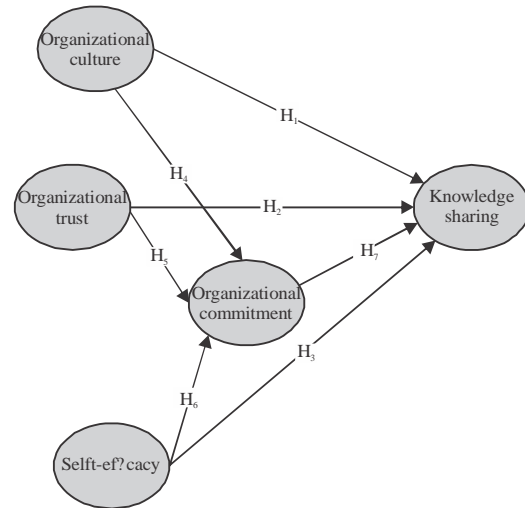 Organizational
culture
H₁
H₄
Organizational
trust
H₂
Knowledge
sharing
H₅
H₇
Organizational
commitment
H₃
H₆
Selft-ef?cacy